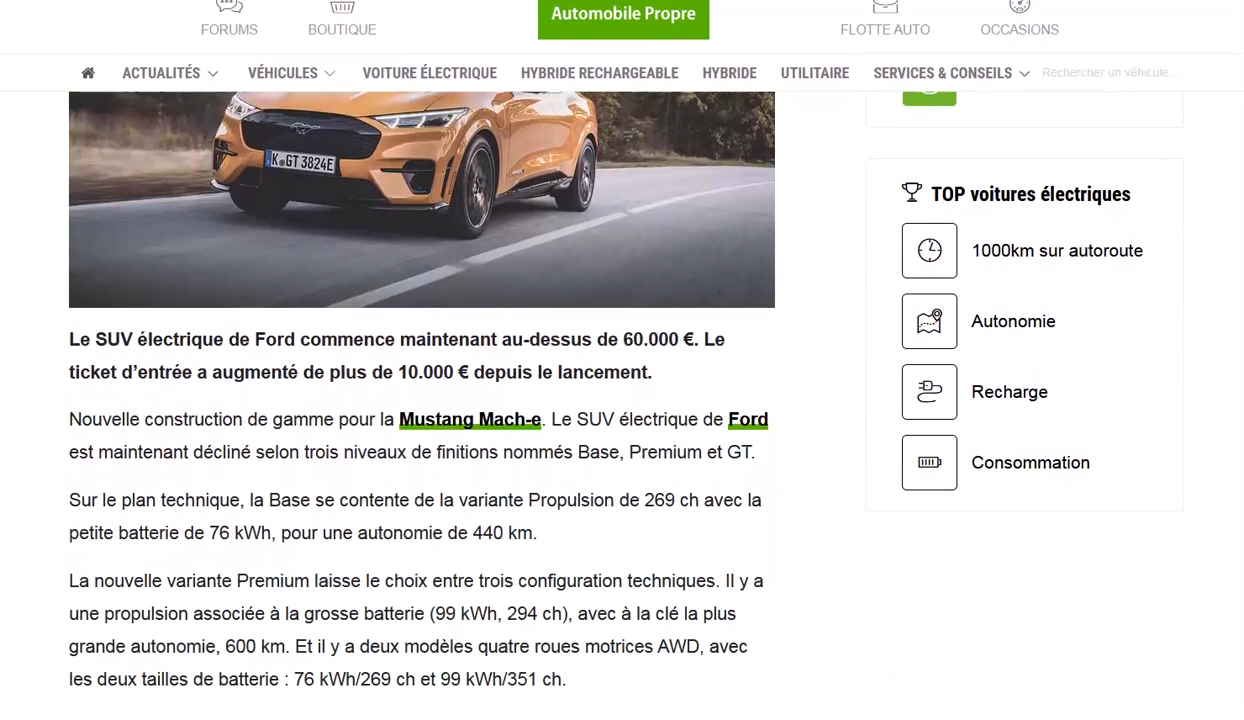 FORUMS
BOUTIQUE
Automobile Propre
FLOTTE AUTO
OCCASIONS
ACTUALITÉS
VÉHICULES
VOITURE ÉLECTRIQUE
HYBRIDE RECHARGEABLE
HYBRIDE
UTILITAIRE
SERVICES & CONSEILS
Rechercher un véhicule...
K GT 3824E
Le SUV électrique de Ford commence maintenant au-dessus de 60.000 €. Le
ticket d’entrée a augmenté de plus de 10.000 € depuis le lancement.
Nouvelle construction de gamme pour la Mustang Mach-e. Le SUV électrique de Ford
est maintenant décliné selon trois niveaux de finitions nommés Base, Premium et GT.
Sur le plan technique, la Base se contente de la variante Propulsion de 269 ch avec la
petite batterie de 76 kWh, pour une autonomie de 440 km.
La nouvelle variante Premium laisse le choix entre trois configuration techniques. Il y a
une propulsion associée à la grosse batterie (99 kWh, 294 ch), avec à la clé la plus
grande autonomie, 600 km. Et il y a deux modèles quatre roues motrices AWD, avec
les deux tailles de batterie : 76 kWh/269 ch et 99 kWh/351 ch.
TOP voitures électriques
1000km sur autoroute
Autonomie
Recharge
Consommation